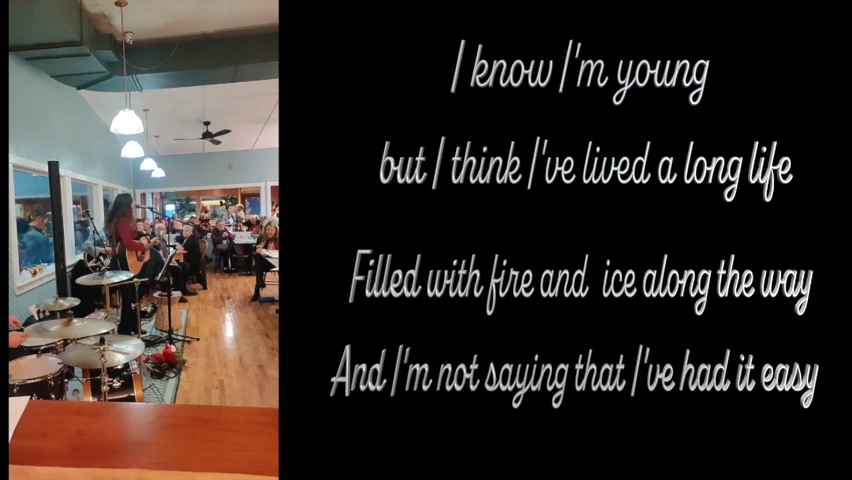 I know I'm young
but I think I've lived a long life
Filled with fire and ice along the way
And I'm not saying that I've had it easy